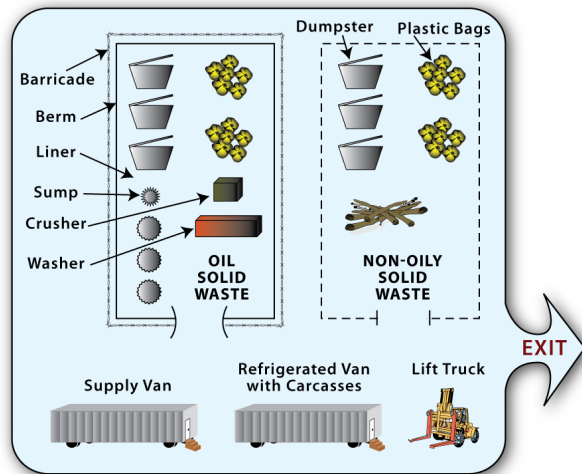 Dumpster
Plastic Bags
Barricade
Berm
Liner
Sump
Crusher
Washer
OIL
SOLID
WASTE
NON-OILY
SOLID
WASTE
EXIT
Supply Van
Refrigerated Van
with Carcasses
Lift Truck